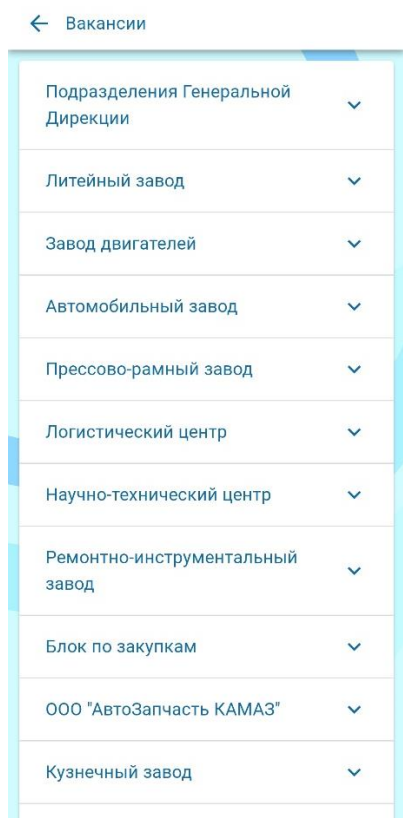 Вакансии
Подразделения Генеральной
Дирекции
Литейный завод
Завод двигателей
Автомобильный завод
Прессово-рамный завод
Логистический центр
Научно-технический центр
Ремонтно-инструментальный
завод
Блок по закупкам
ООО "АвтоЗапчасть КАМАЗ"
Кузнечный завод